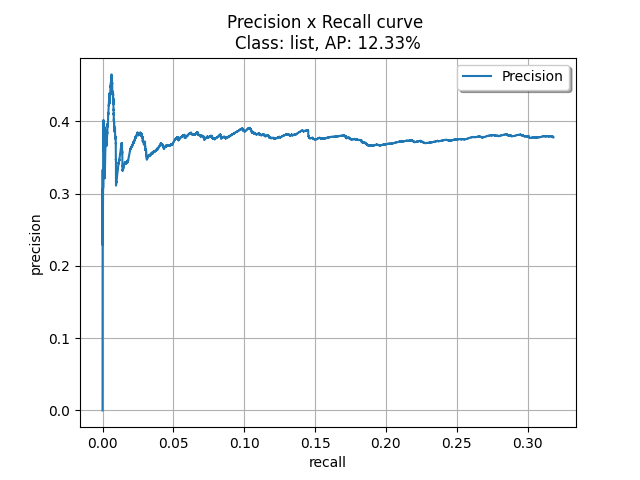 Precision x Recall curve
Class: list, AP: 12.33%
Precision
0.4
0.3
0.2
0.1
0.0
precision
0.00 0.05 0.10 0.15 0.20 0.25 0.30
recall